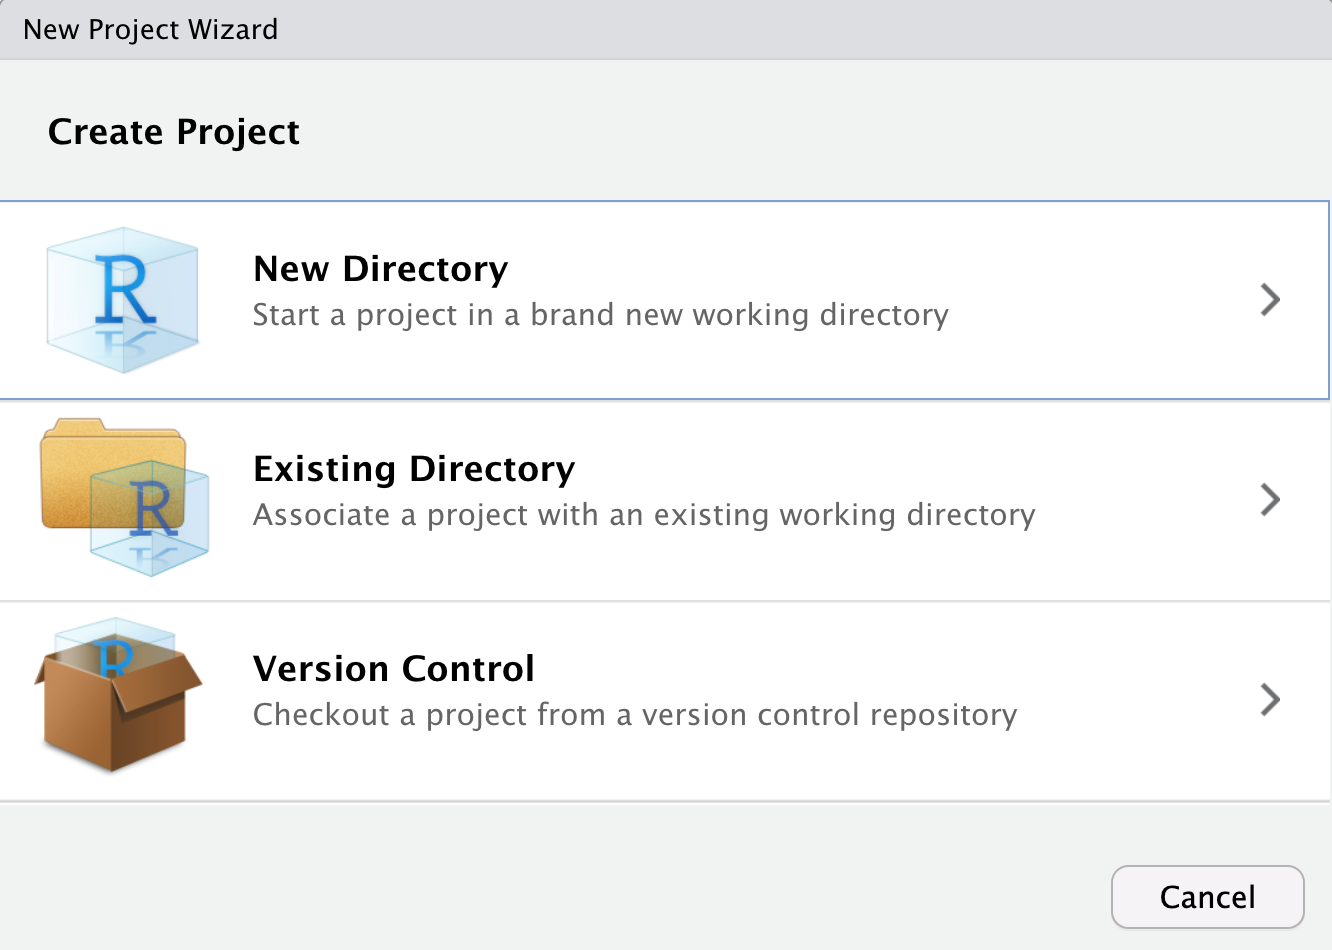 New Project Wizard
Create Project
R
New Directory
Start a project in a brand new working directory
R
Existing Directory
Associate a project with an existing working directory
R
Version Control
Checkout a project from a version control repository
Cancel